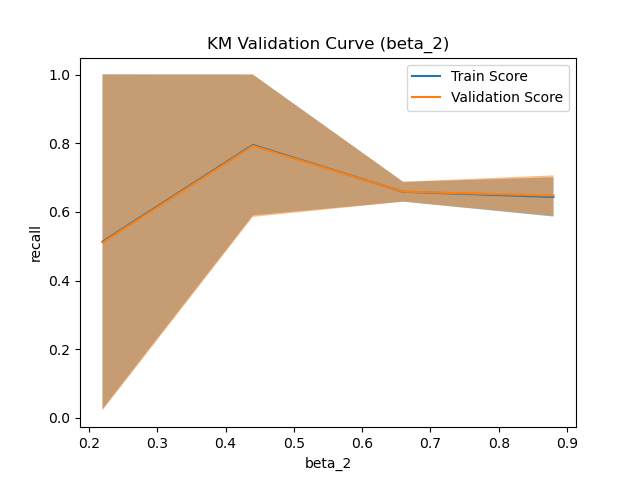 KM Validation Curve (beta_2)
Train Score
Validation Score
recall
1.0
0.8
0.6
0.4
0.2
0.0
0.2 0.3 0.4 0.5 0.6 0.7 0.8 0.9
beta_2